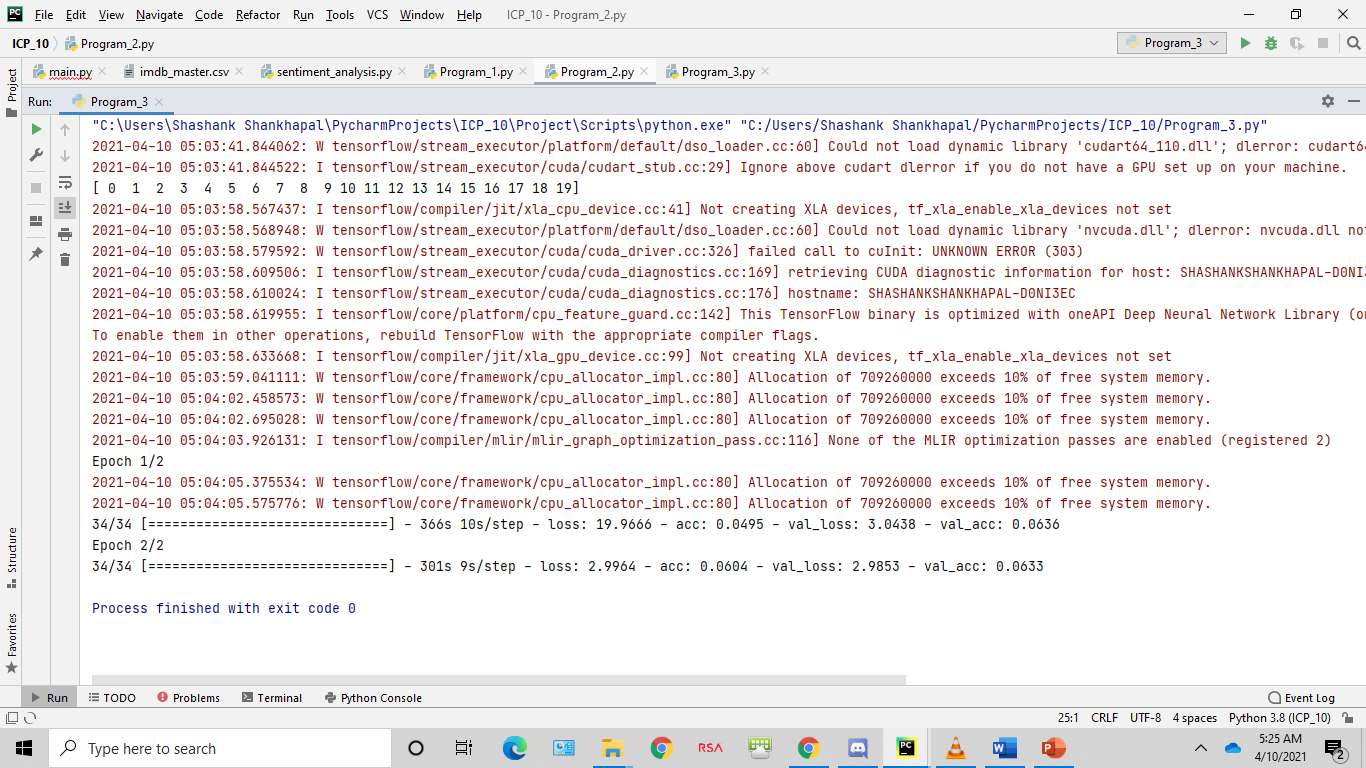 PC File Edit View Navigate Code Refactor Run Tools VCS Window Help ICP_10 - Program_2.py
ICP_10 Program_2.py Program_3
main.py imdb_master.csv sentiment_analysis.py Program_1.py Program_2.py Program_3.py
Project
Run: Program_3
"C:\Users\Shashank Shankhapal\PycharmProjects\ICP_10\Project\Scripts\python.exe" "C:/Users/Shashank Shankhapal/PycharmProjects/ICP_10/Program_3.py"
2021-04-10 05:03:41.844062: W tensorflow/stream_executor/platform/default/dso_loader.cc:60] Could not load dynamic library 'cudart64_110.dll'; dlerror: cudart64
2021-04-10 05:03:41.844522: I tensorflow/stream_executor/cuda/cudart_stub.cc:29] Ignore above cudart dlerror if you do not have a GPU set up on your machine.
[ 0 1 2 3 4 5 6 7 8 9 10 11 12 13 14 15 16 17 18 19]
2021-04-10 05:03:58.567437: I tensorflow/compiler/jit/xla_cpu_device.cc:41] Not creating XLA devices, tf_xla_enable_xla_devices not set
2021-04-10 05:03:58.568948: W tensorflow/stream_executor/platform/default/dso_loader.cc:60] Could not load dynamic library 'nvcuda.dll'; dlerror: nvcuda.dll not
2021-04-10 05:03:58.579592: W tensorflow/stream_executor/cuda/cuda_driver.cc:326] failed call to cuInit: UNKNOWN ERROR (303)
2021-04-10 05:03:58.609506: I tensorflow/stream_executor/cuda/cuda_diagnostics.cc:169] retrieving CUDA diagnostic information for host: SHASHANKSHANKHAPAL-D0NI3
2021-04-10 05:03:58.610024: I tensorflow/stream_executor/cuda/cuda_diagnostics.cc:176] hostname: SHASHANKSHANKHAPAL-D0NI3EC
2021-04-10 05:03:58.619955: I tensorflow/core/platform/cpu_feature_guard.cc:142] This TensorFlow binary is optimized with oneAPI Deep Neural Network Library (on
To enable them in other operations, rebuild TensorFlow with the appropriate compiler flags.
2021-04-10 05:03:58.633668: I tensorflow/compiler/jit/xla_gpu_device.cc:99] Not creating XLA devices, tf_xla_enable_xla_devices not set
2021-04-10 05:03:59.041111: W tensorflow/core/framework/cpu_allocator_impl.cc:80] Allocation of 709260000 exceeds 10% of free system memory.
2021-04-10 05:04:02.458573: W tensorflow/core/framework/cpu_allocator_impl.cc:80] Allocation of 709260000 exceeds 10% of free system memory.
2021-04-10 05:04:02.695028: W tensorflow/core/framework/cpu_allocator_impl.cc:80] Allocation of 709260000 exceeds 10% of free system memory.
2021-04-10 05:04:03.926131: I tensorflow/compiler/mlir/mlir_graph_optimization_pass.cc:116] None of the MLIR optimization passes are enabled (registered 2)
Epoch 1/2
2021-04-10 05:04:05.375534: W tensorflow/core/framework/cpu_allocator_impl.cc:80] Allocation of 709260000 exceeds 10% of free system memory.
2021-04-10 05:04:05.575776: W tensorflow/core/framework/cpu_allocator_impl.cc:80] Allocation of 709260000 exceeds 10% of free system memory.
34/34 [==============================] - 366s 10s/step - loss: 19.9666 - acc: 0.0495 - val_loss: 3.0438 - val_acc: 0.0636
Epoch 2/2
34/34 [==============================] - 301s 9s/step - loss: 2.9964 - acc: 0.0604 - val_loss: 2.9853 - val_acc: 0.0633
Process finished with exit code 0
Structure
Favorites
Run TODO Problems Terminal Python Console Event Log
25:1 CRLF UTF-8 4 spaces Python 3.8 (ICP_10)
Type here to search RSA PC W P 5:25 AM
4/10/2021 2